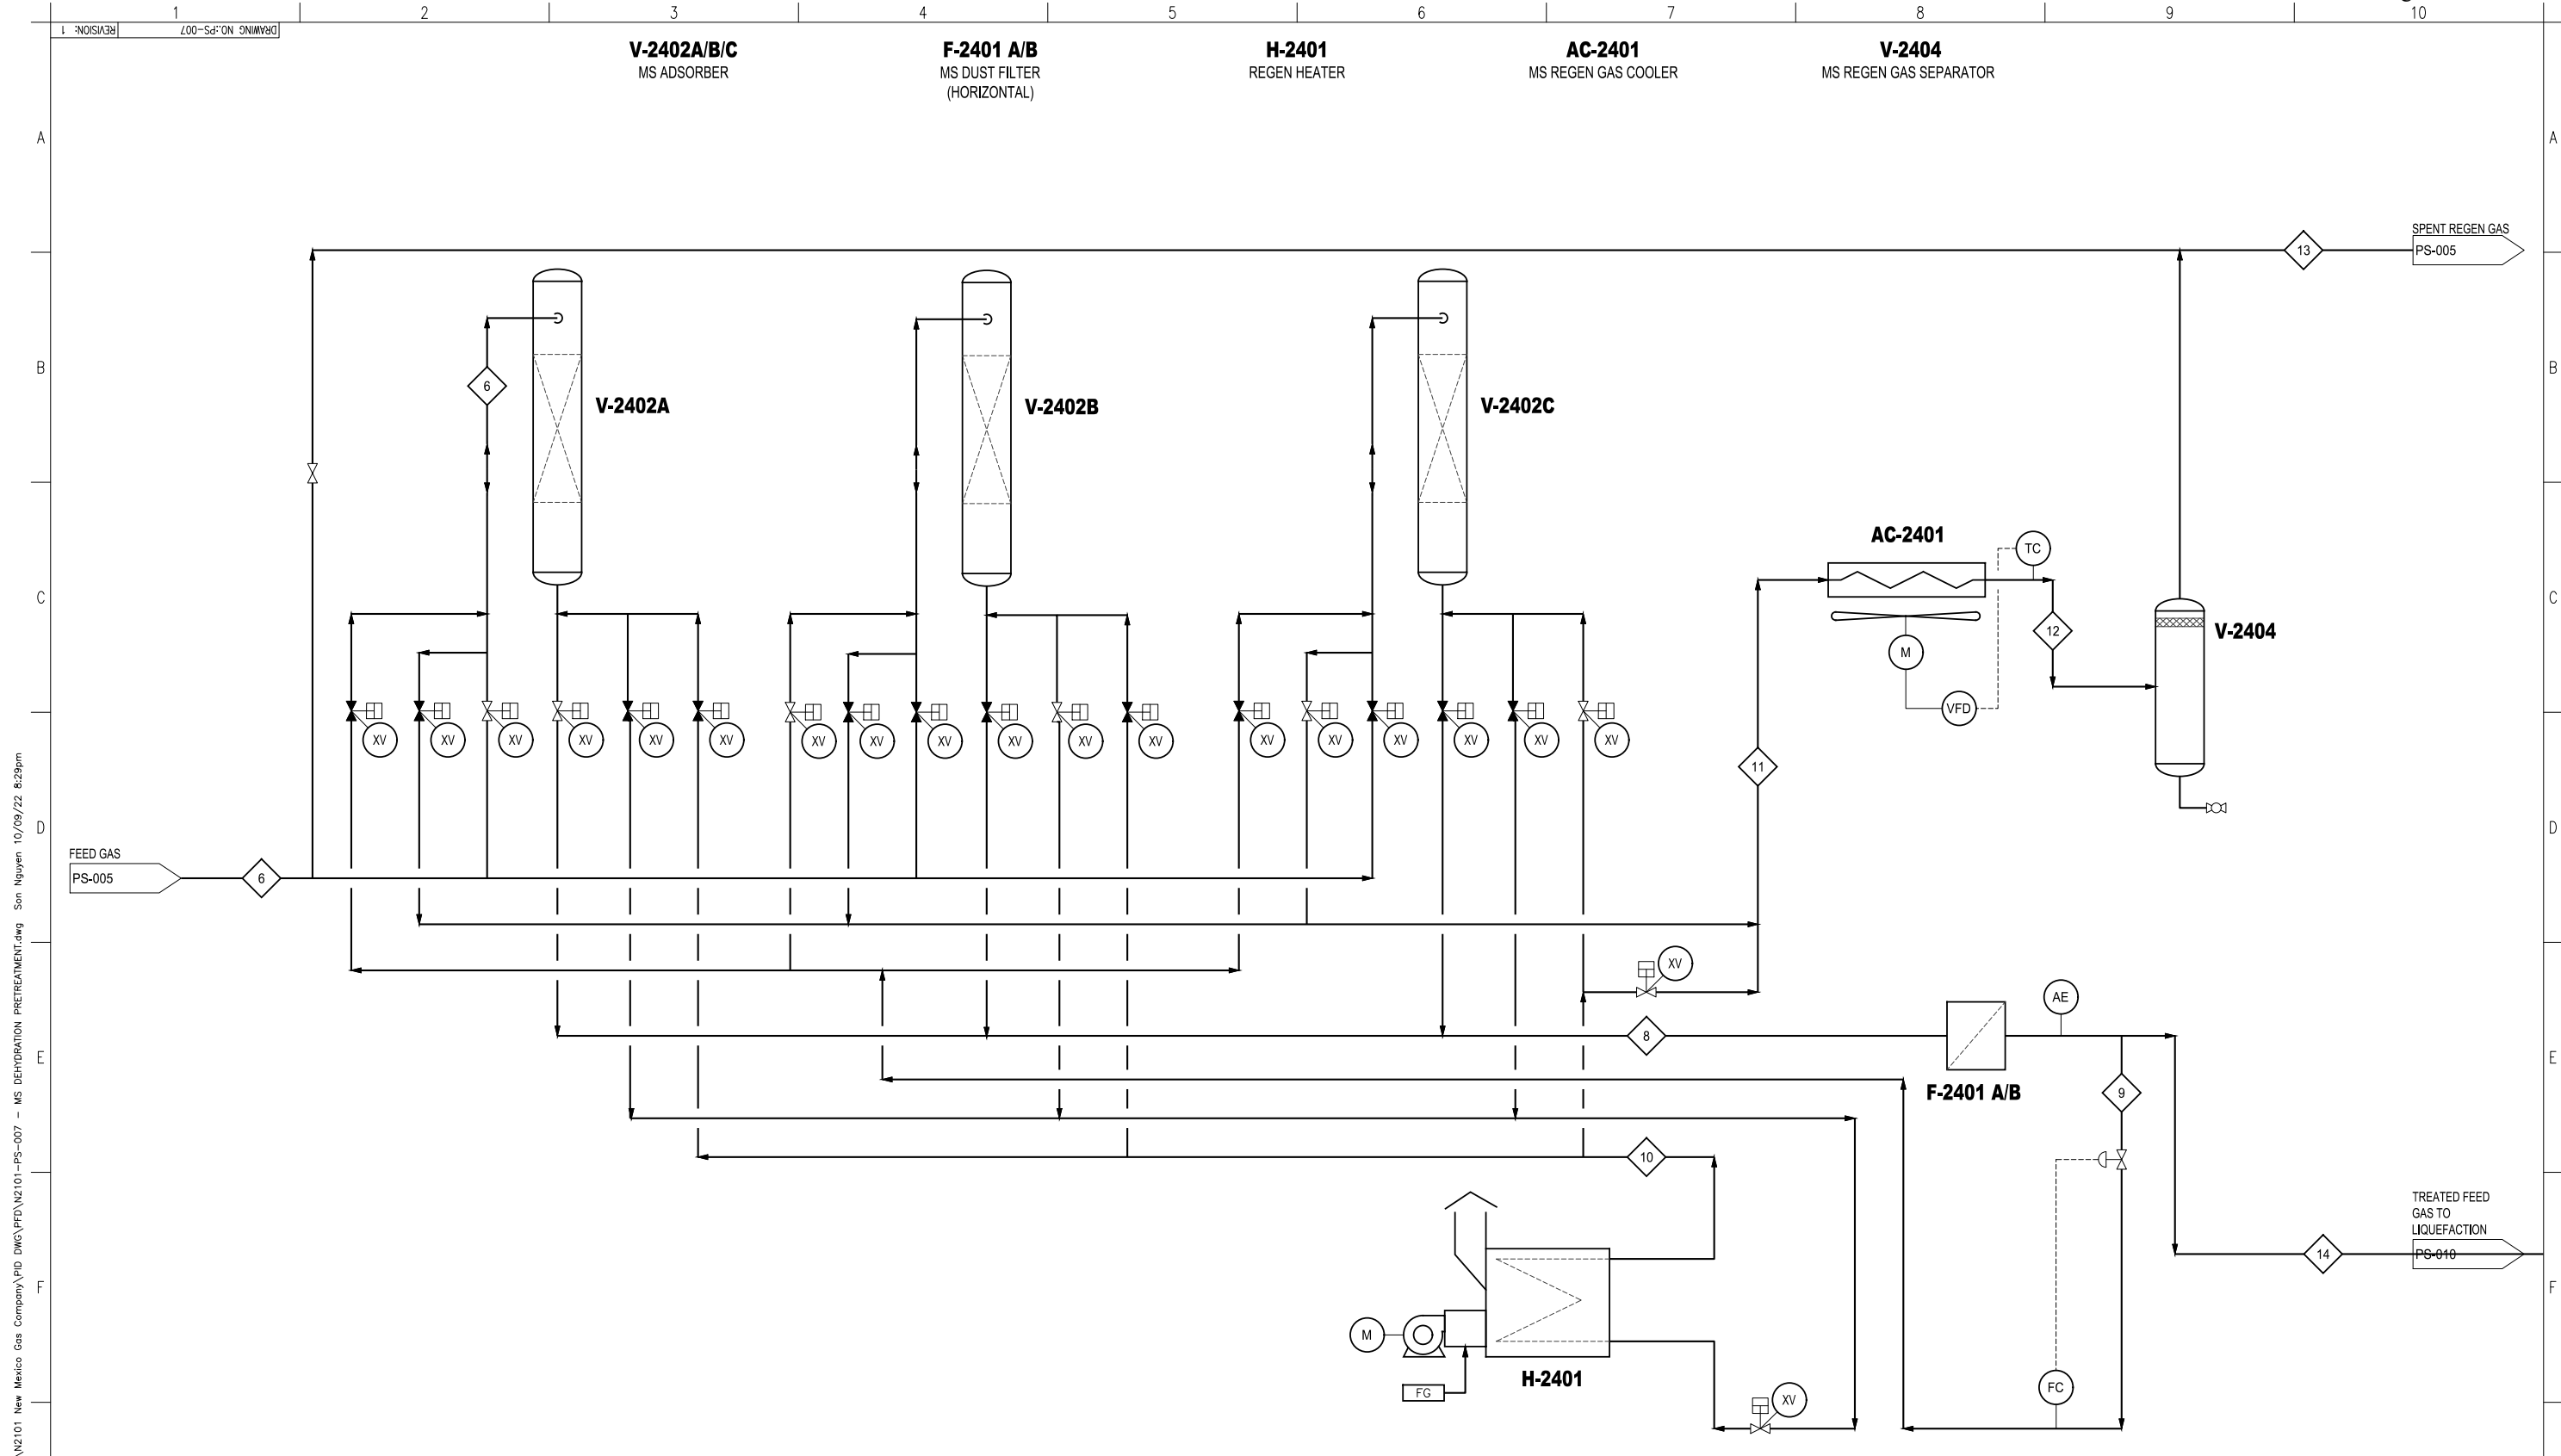 1 2 3 4 5 6 7 8 9 10
REVISION: 1 DRAWING NO.:PS-007
V-2402A/B/C
MS ADSORBER
F-2401 A/B
MS DUST FILTER
(HORIZONTAL)
H-2401
REGEN HEATER
AC-2401
MS REGEN GAS COOLER
V-2404
MS REGEN GAS SEPARATOR
A A
SPENT REGEN GAS
13 PS-005
B B
6
V-2402A
V-2402B
V-2402C
AC-2401
TC
C C
12
V-2404
M
VFD
XV XV XV XV XV XV XV XV XV XV XV XV XV XV XV XV XV XV
11
D D
FEED GAS
PS-005 6
XV
AE
8
E E
F-2401 A/B
9
10
TREATED FEED
GAS TO
LIQUEFACTION
14 PS-010
F F
M
H-2401
FG
FC
XV
\N2101 New Mexico Gas Company\PID DWG\PFD\N2101-PS-007 - MS DEHYDRATION PRETREATMENT.dwg Son Nguyen 10/09/22 8:29pm